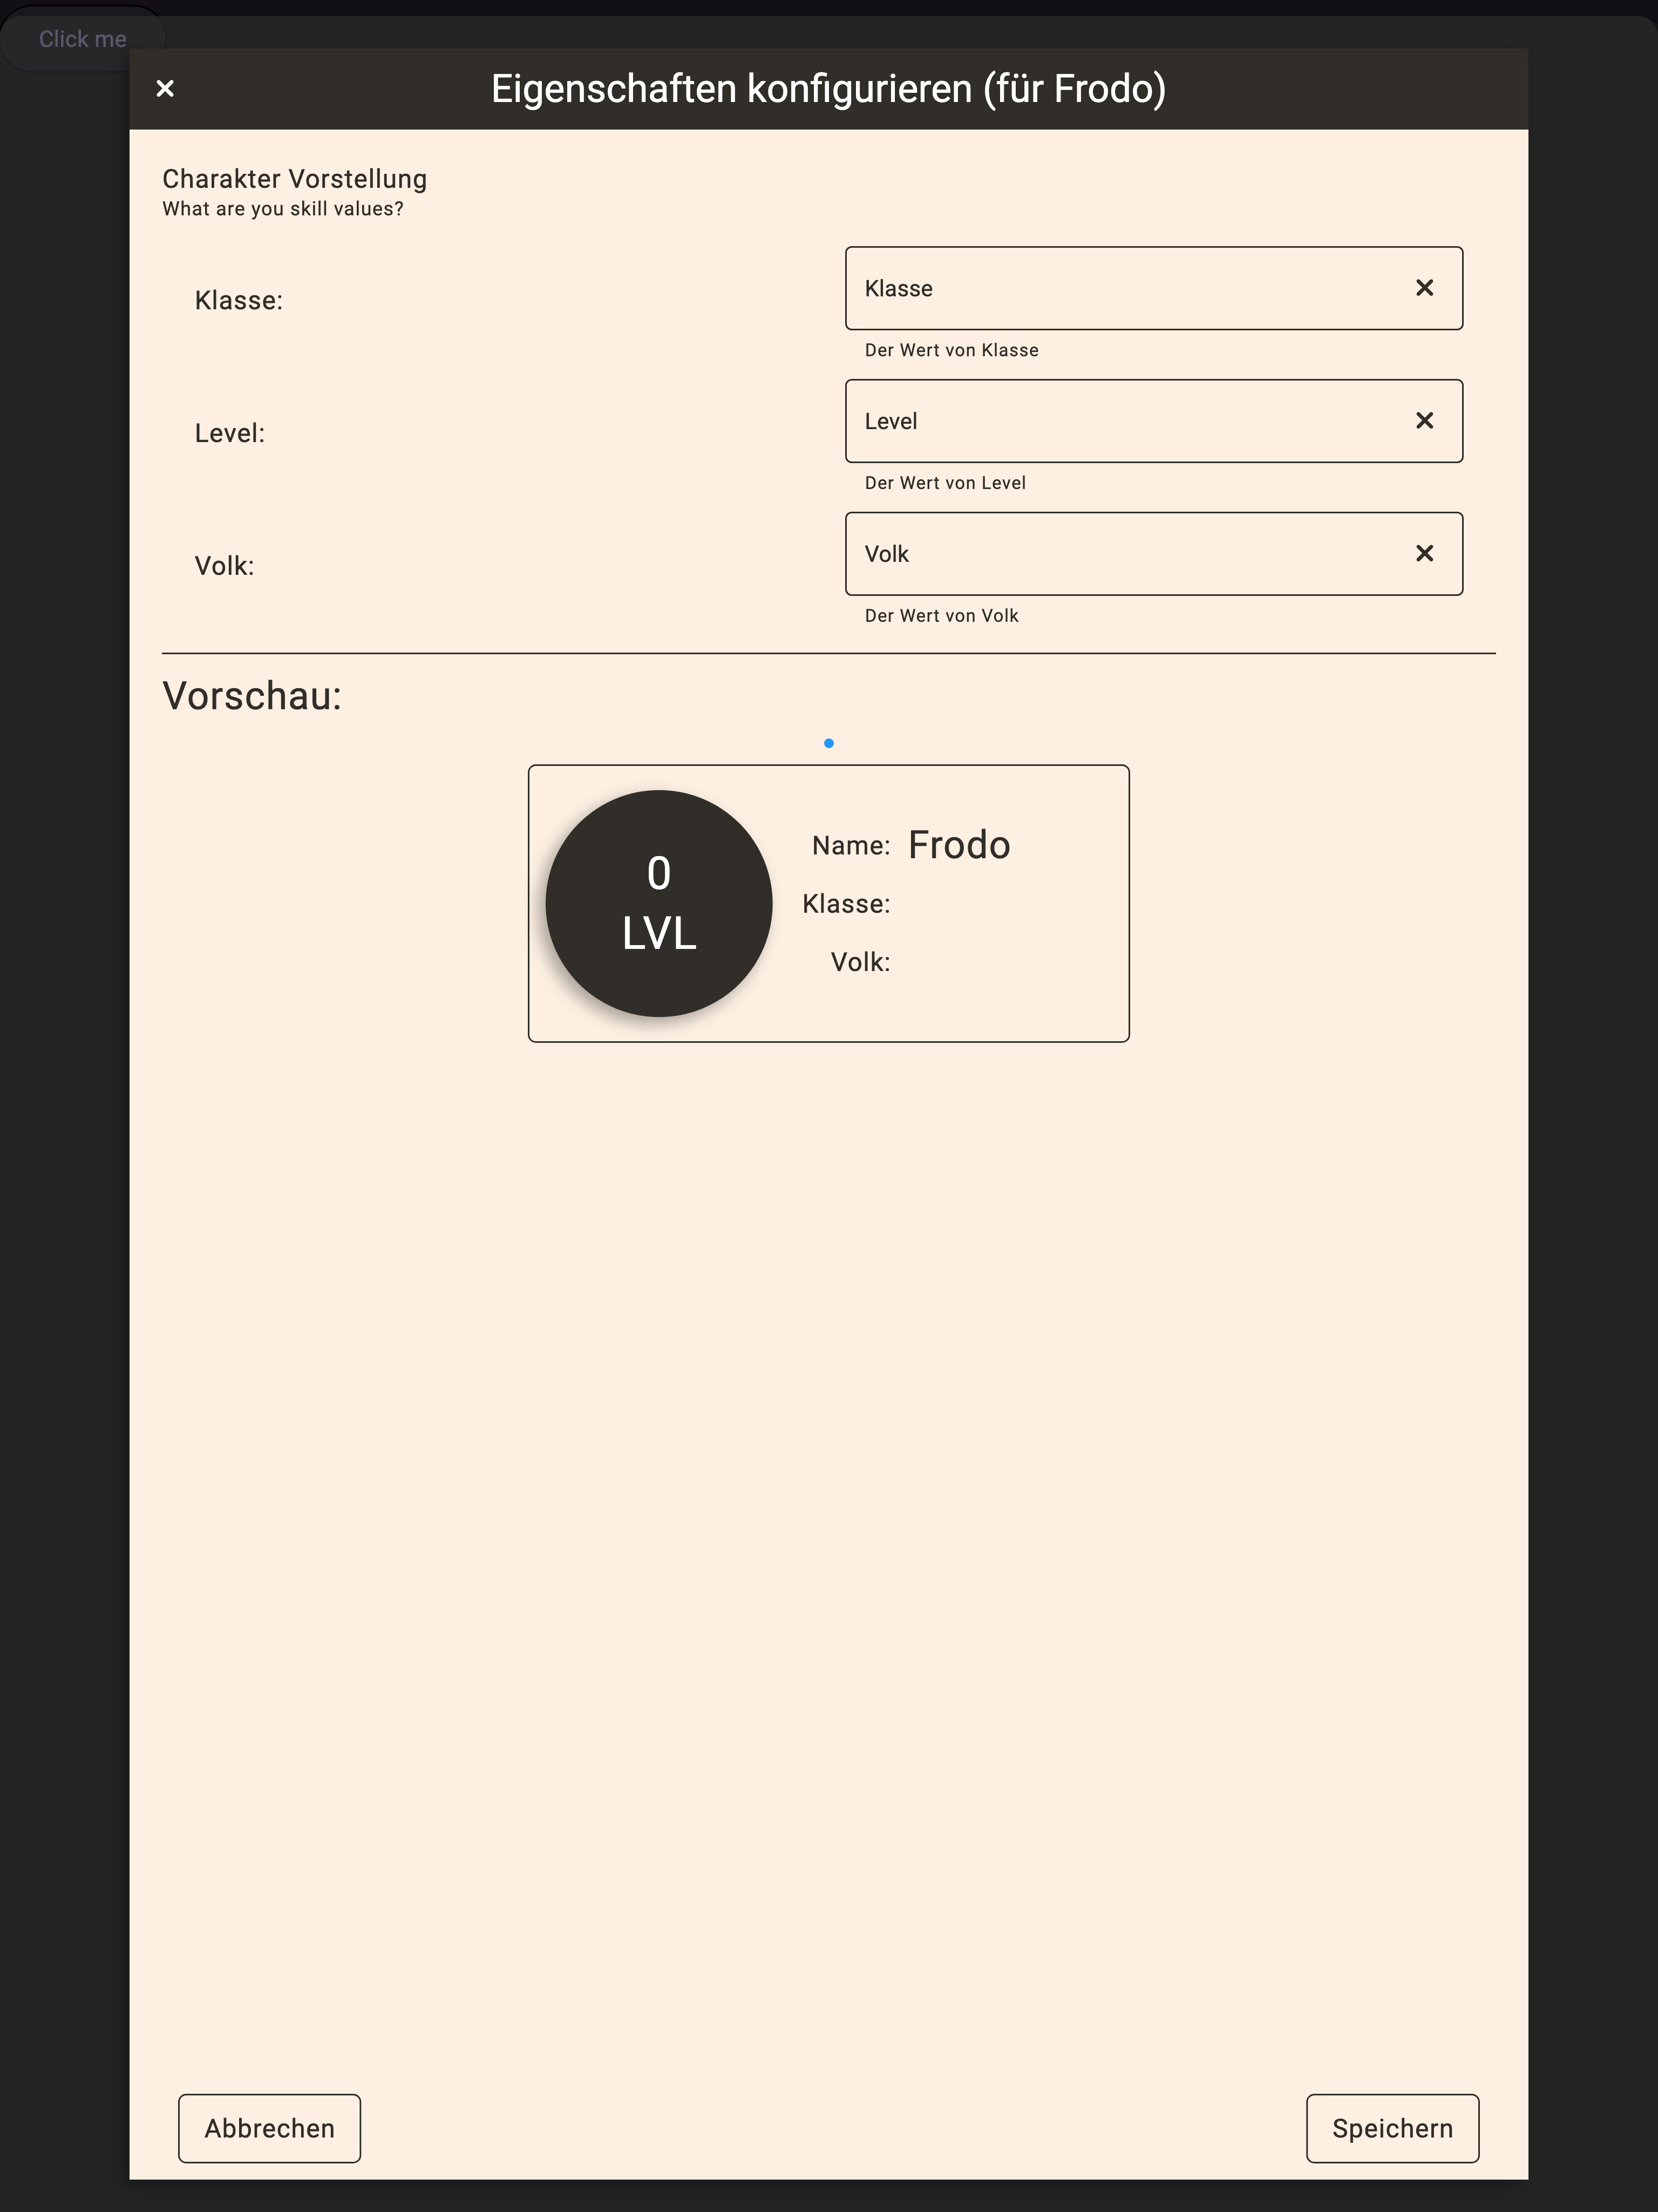 Click me
Eigenschaften konfigurieren (für Frodo)
Charakter Vorstellung
What are you skill values?
Klasse:
Klasse
Der Wert von Klasse
Level:
Level
Der Wert von Level
Volk:
Volk
Der Wert von Volk
Vorschau:
0
LVL
Name: Frodo
Klasse:
Volk:
Abbrechen
Speichern